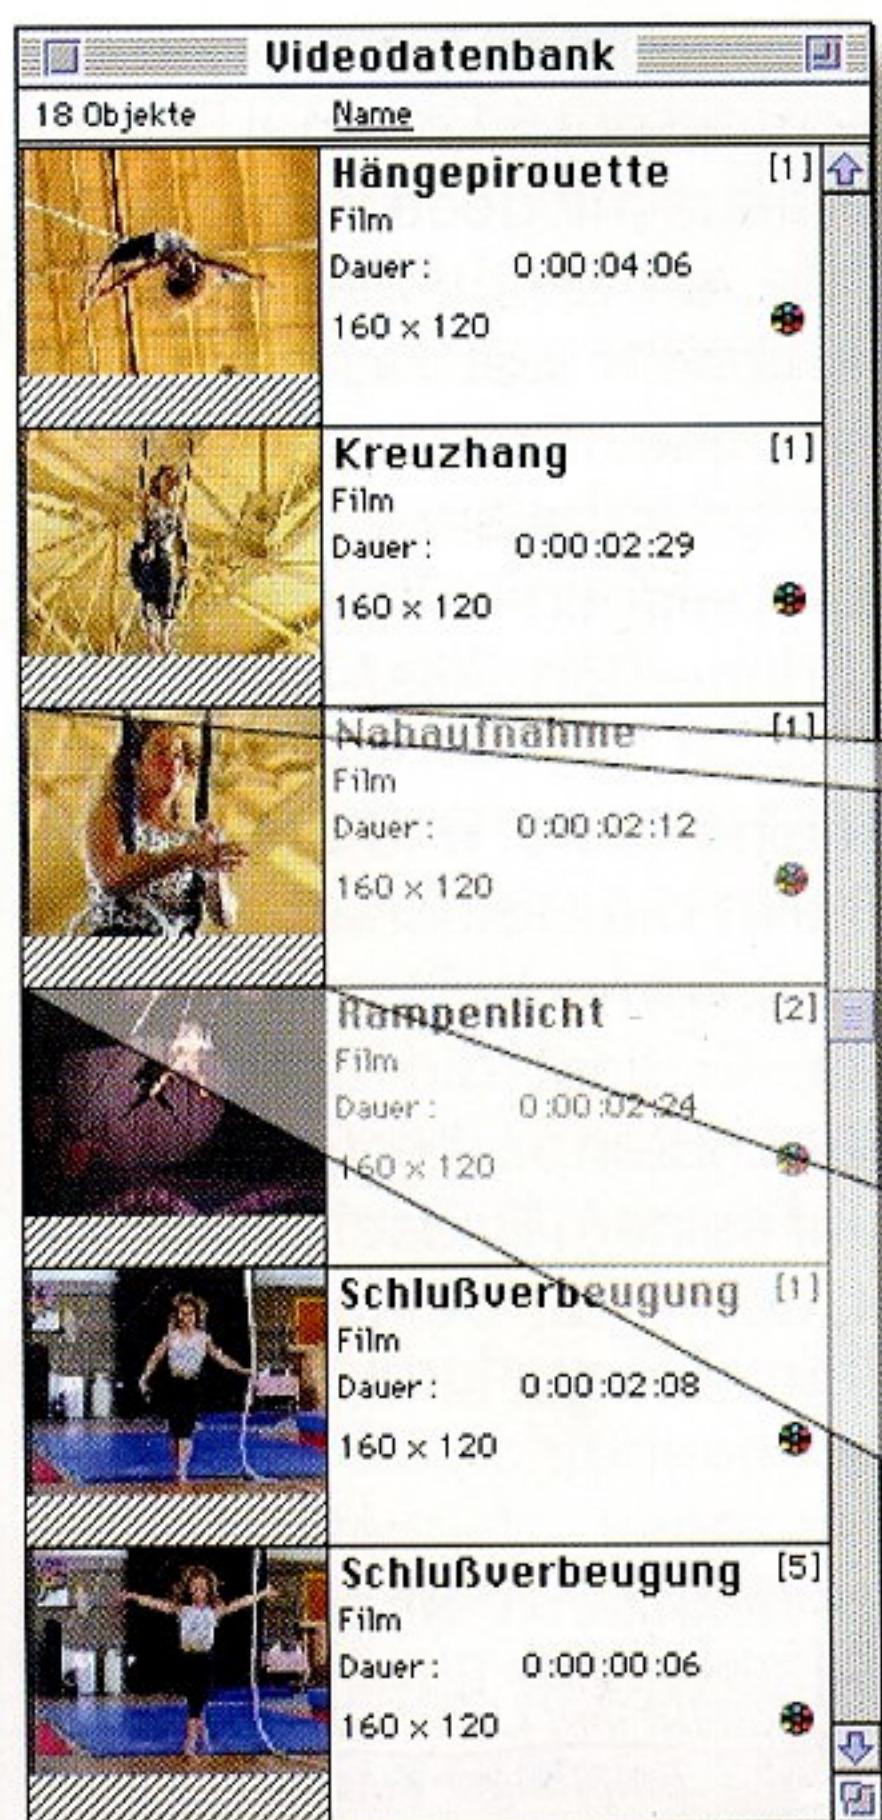 Videodatenbank
18 Objekte Name
Hängepirouette [1]
Film
Dauer: 0:00:04:06
160 x 120
Kreuzhang [1]
Film
Dauer: 0:00:02:29
160 x 120
Nahaufnahme [1]
Film
Dauer: 0:00:02:12
160 x 120
Rampenlicht [2]
Film
Dauer: 0:00:02:24
160 x 120
Schlußverbeugung [1]
Film
Dauer: 0:00:02:08
160 x 120
Schlußverbeugung [5]
Film
Dauer: 0:00:00:06
160 x 120